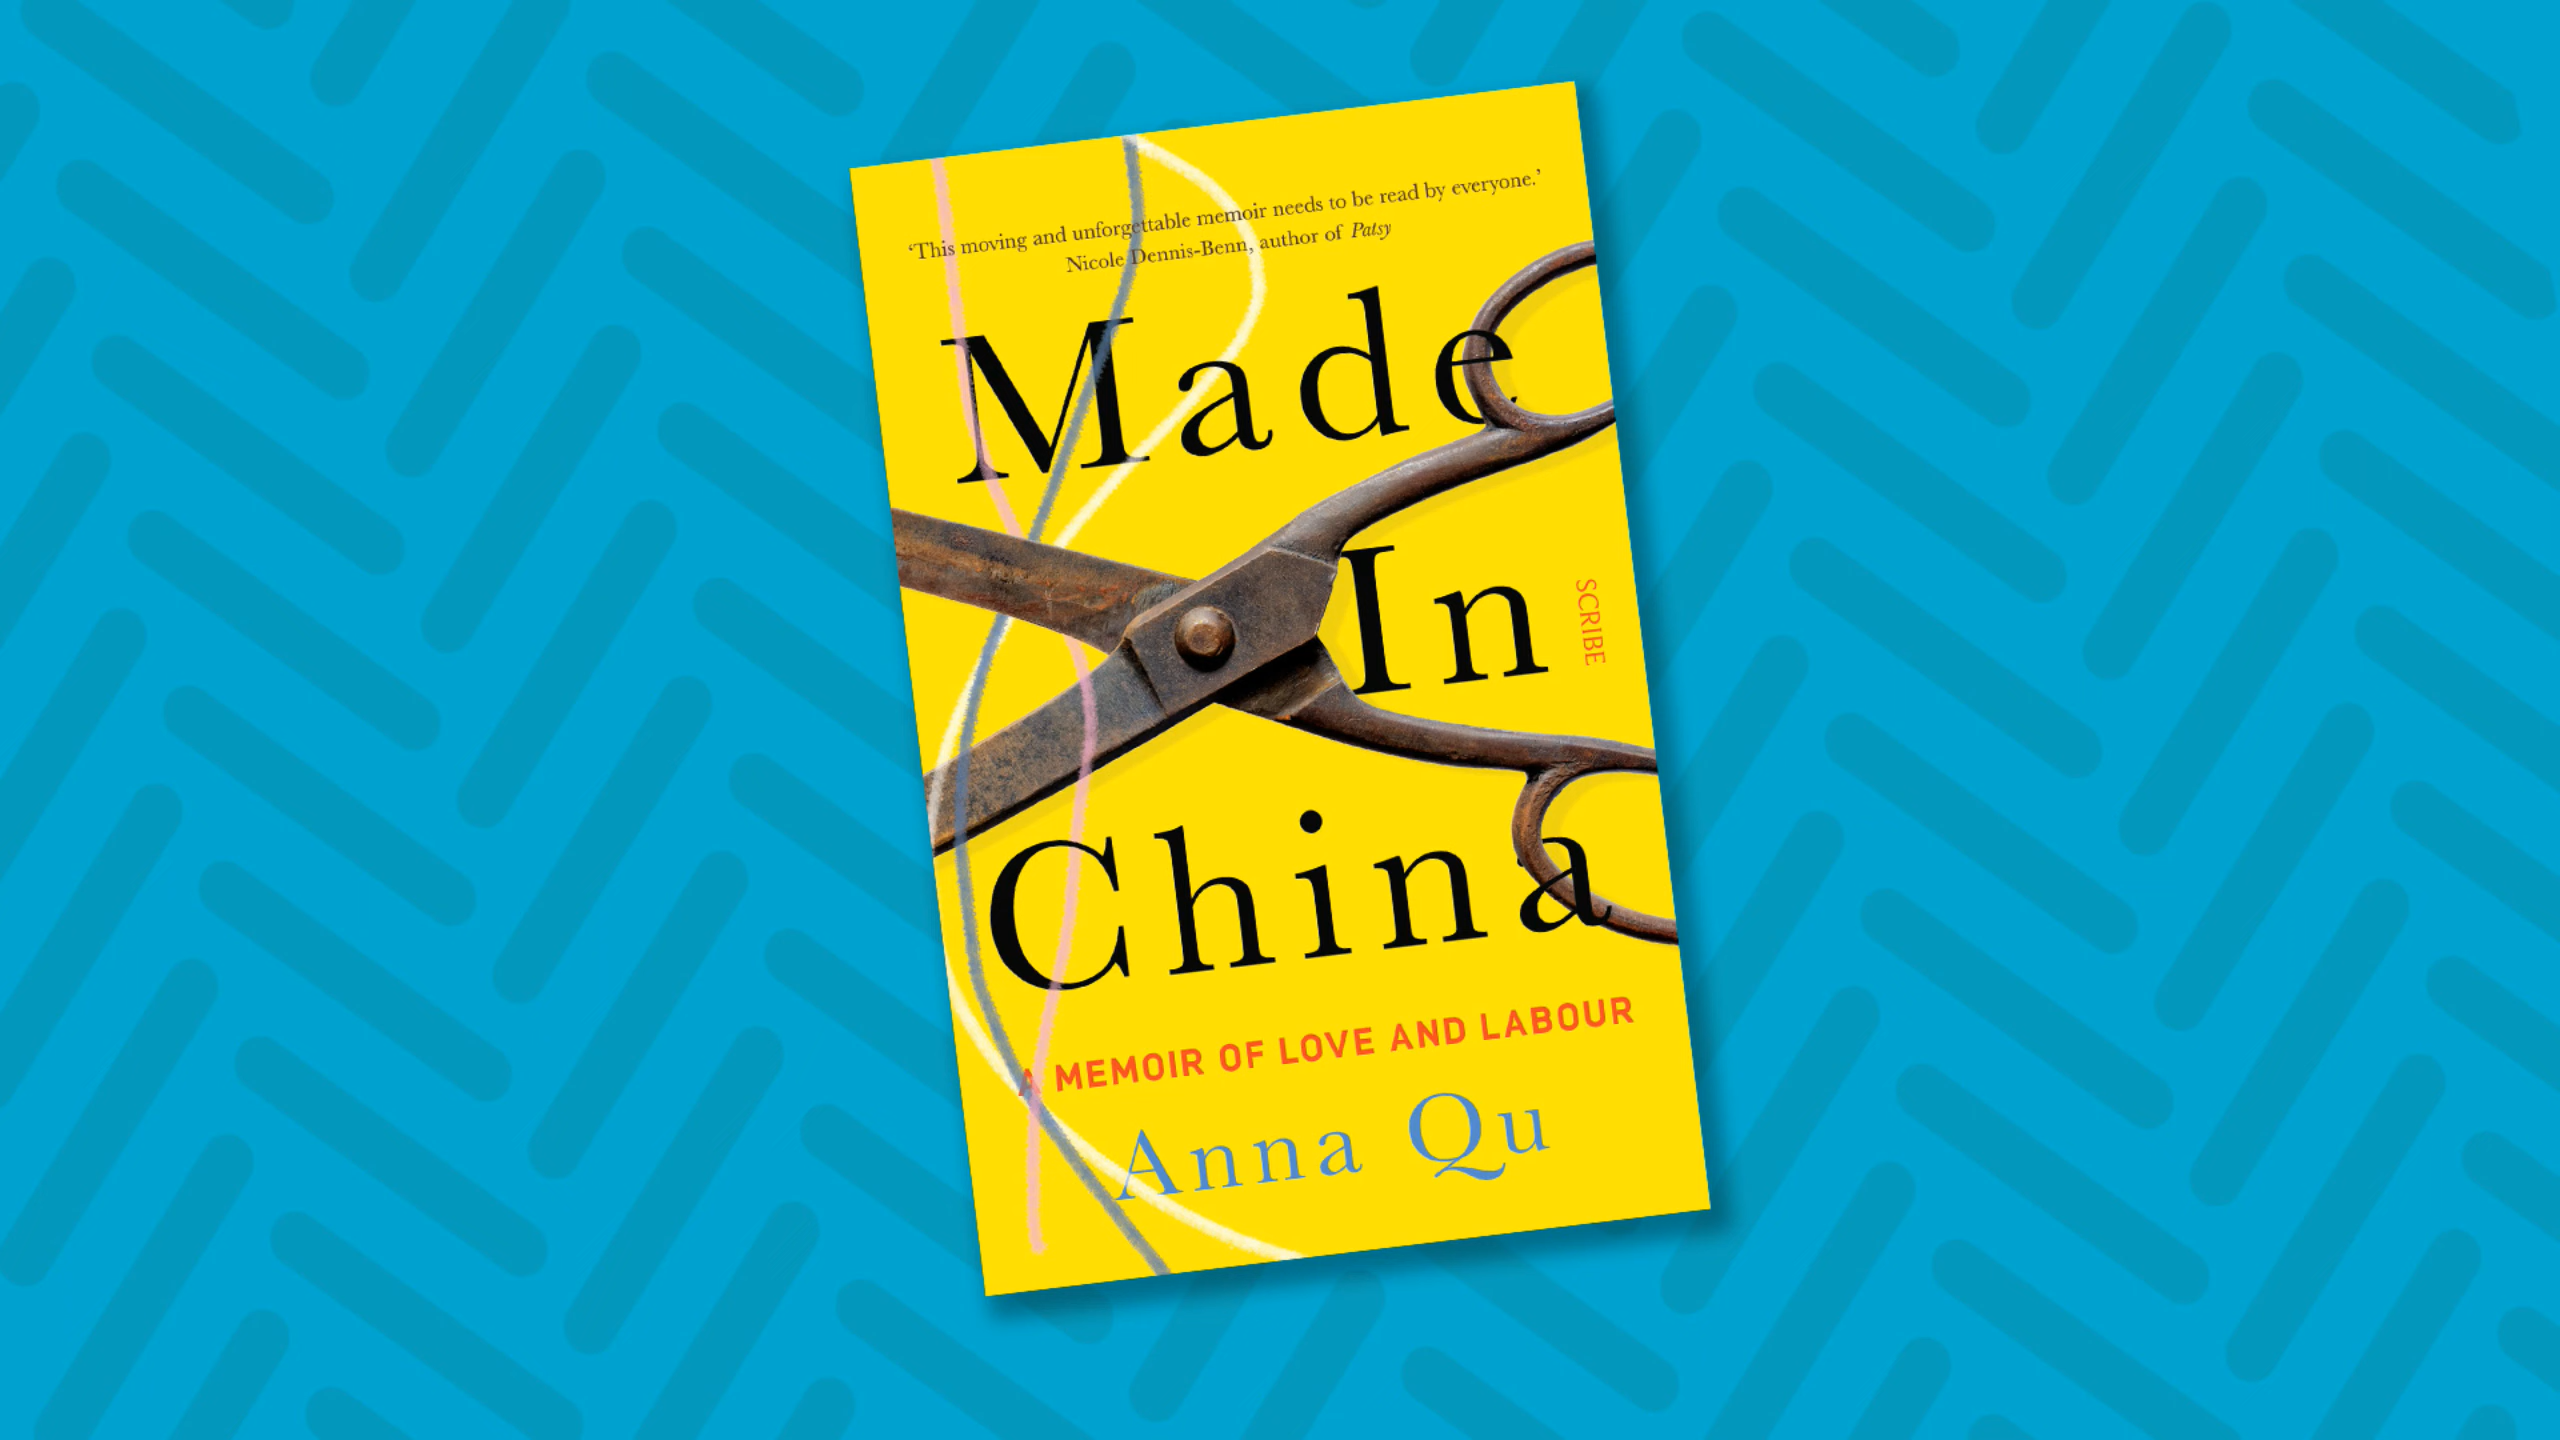 ‘This moving and unforgettable memoir needs to be read by everyone.’
Nicole Dennis-Benn, author of Patsy
Made
In
SCRIBE
China
A MEMOIR OF LOVE AND LABOUR
Anna Qu